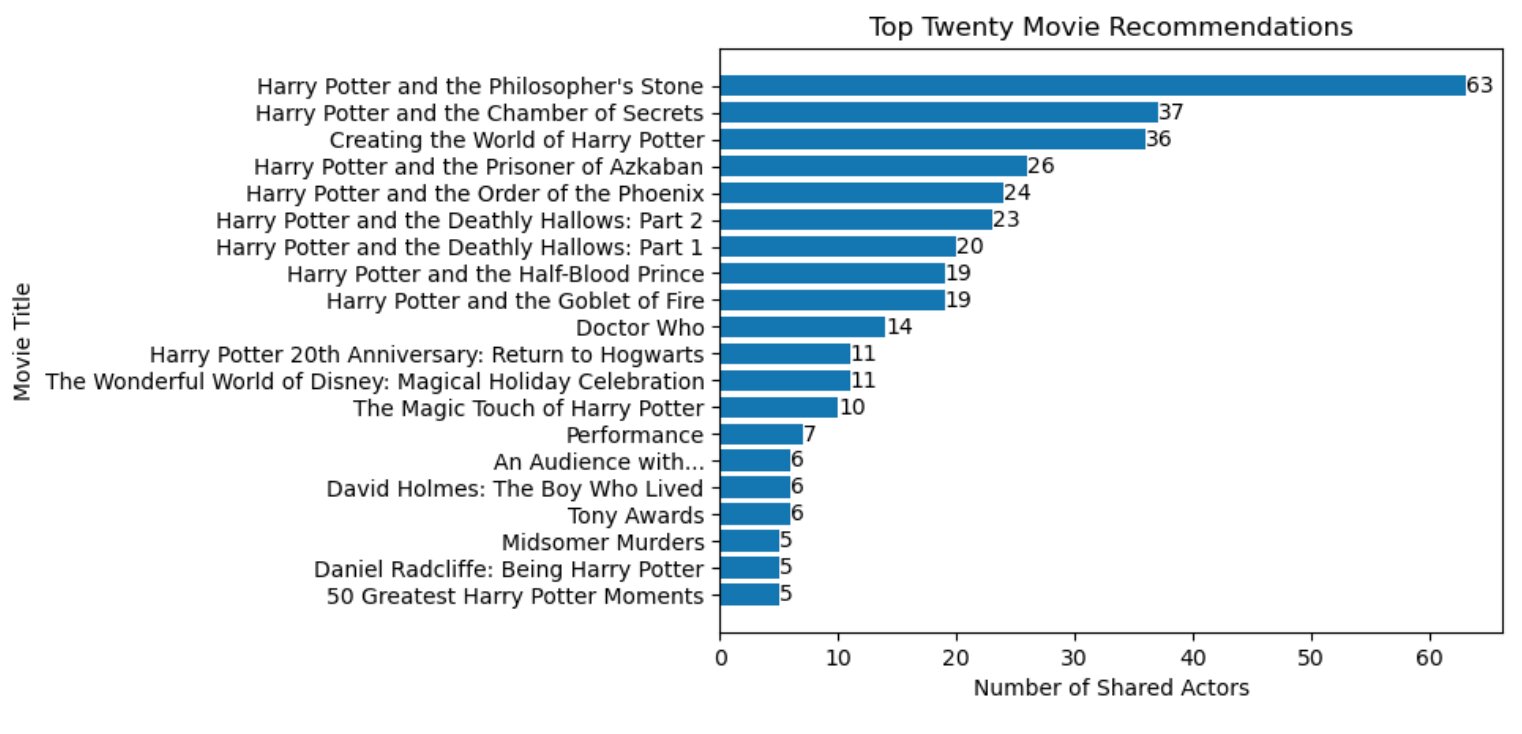 Top Twenty Movie Recommendations
Movie Title
Harry Potter and the Philosopher's Stone 63
Harry Potter and the Chamber of Secrets 37
Creating the World of Harry Potter 36
Harry Potter and the Prisoner of Azkaban 26
Harry Potter and the Order of the Phoenix 24
Harry Potter and the Deathly Hallows: Part 2 23
Harry Potter and the Deathly Hallows: Part 1 20
Harry Potter and the Half-Blood Prince 19
Harry Potter and the Goblet of Fire 19
Doctor Who 14
Harry Potter 20th Anniversary: Return to Hogwarts 11
The Wonderful World of Disney: Magical Holiday Celebration 11
The Magic Touch of Harry Potter 10
Performance 7
An Audience with... 6
David Holmes: The Boy Who Lived 6
Tony Awards 6
Midsomer Murders 5
Daniel Radcliffe: Being Harry Potter 5
50 Greatest Harry Potter Moments 5
0 10 20 30 40 50 60
Number of Shared Actors